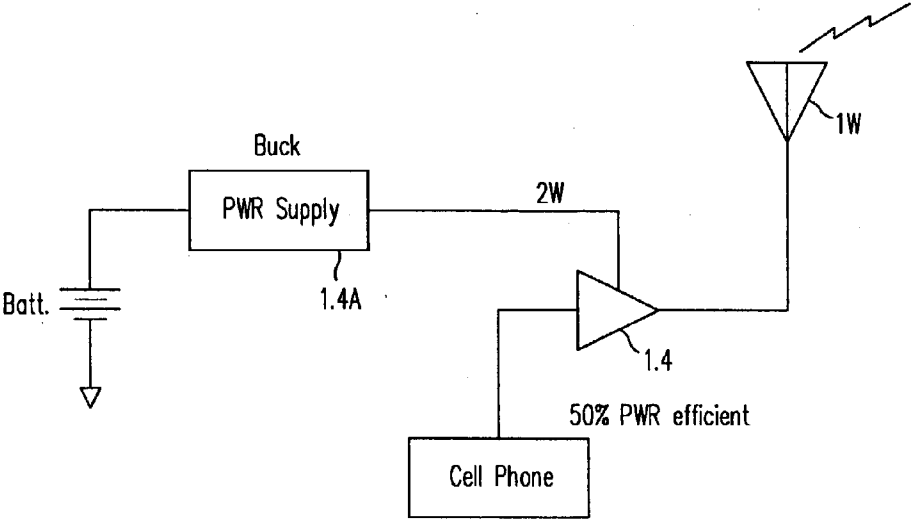 1W
Buck
PWR Supply
2W
1.4A
Batt.
1.4
50% PWR efficient
Cell Phone